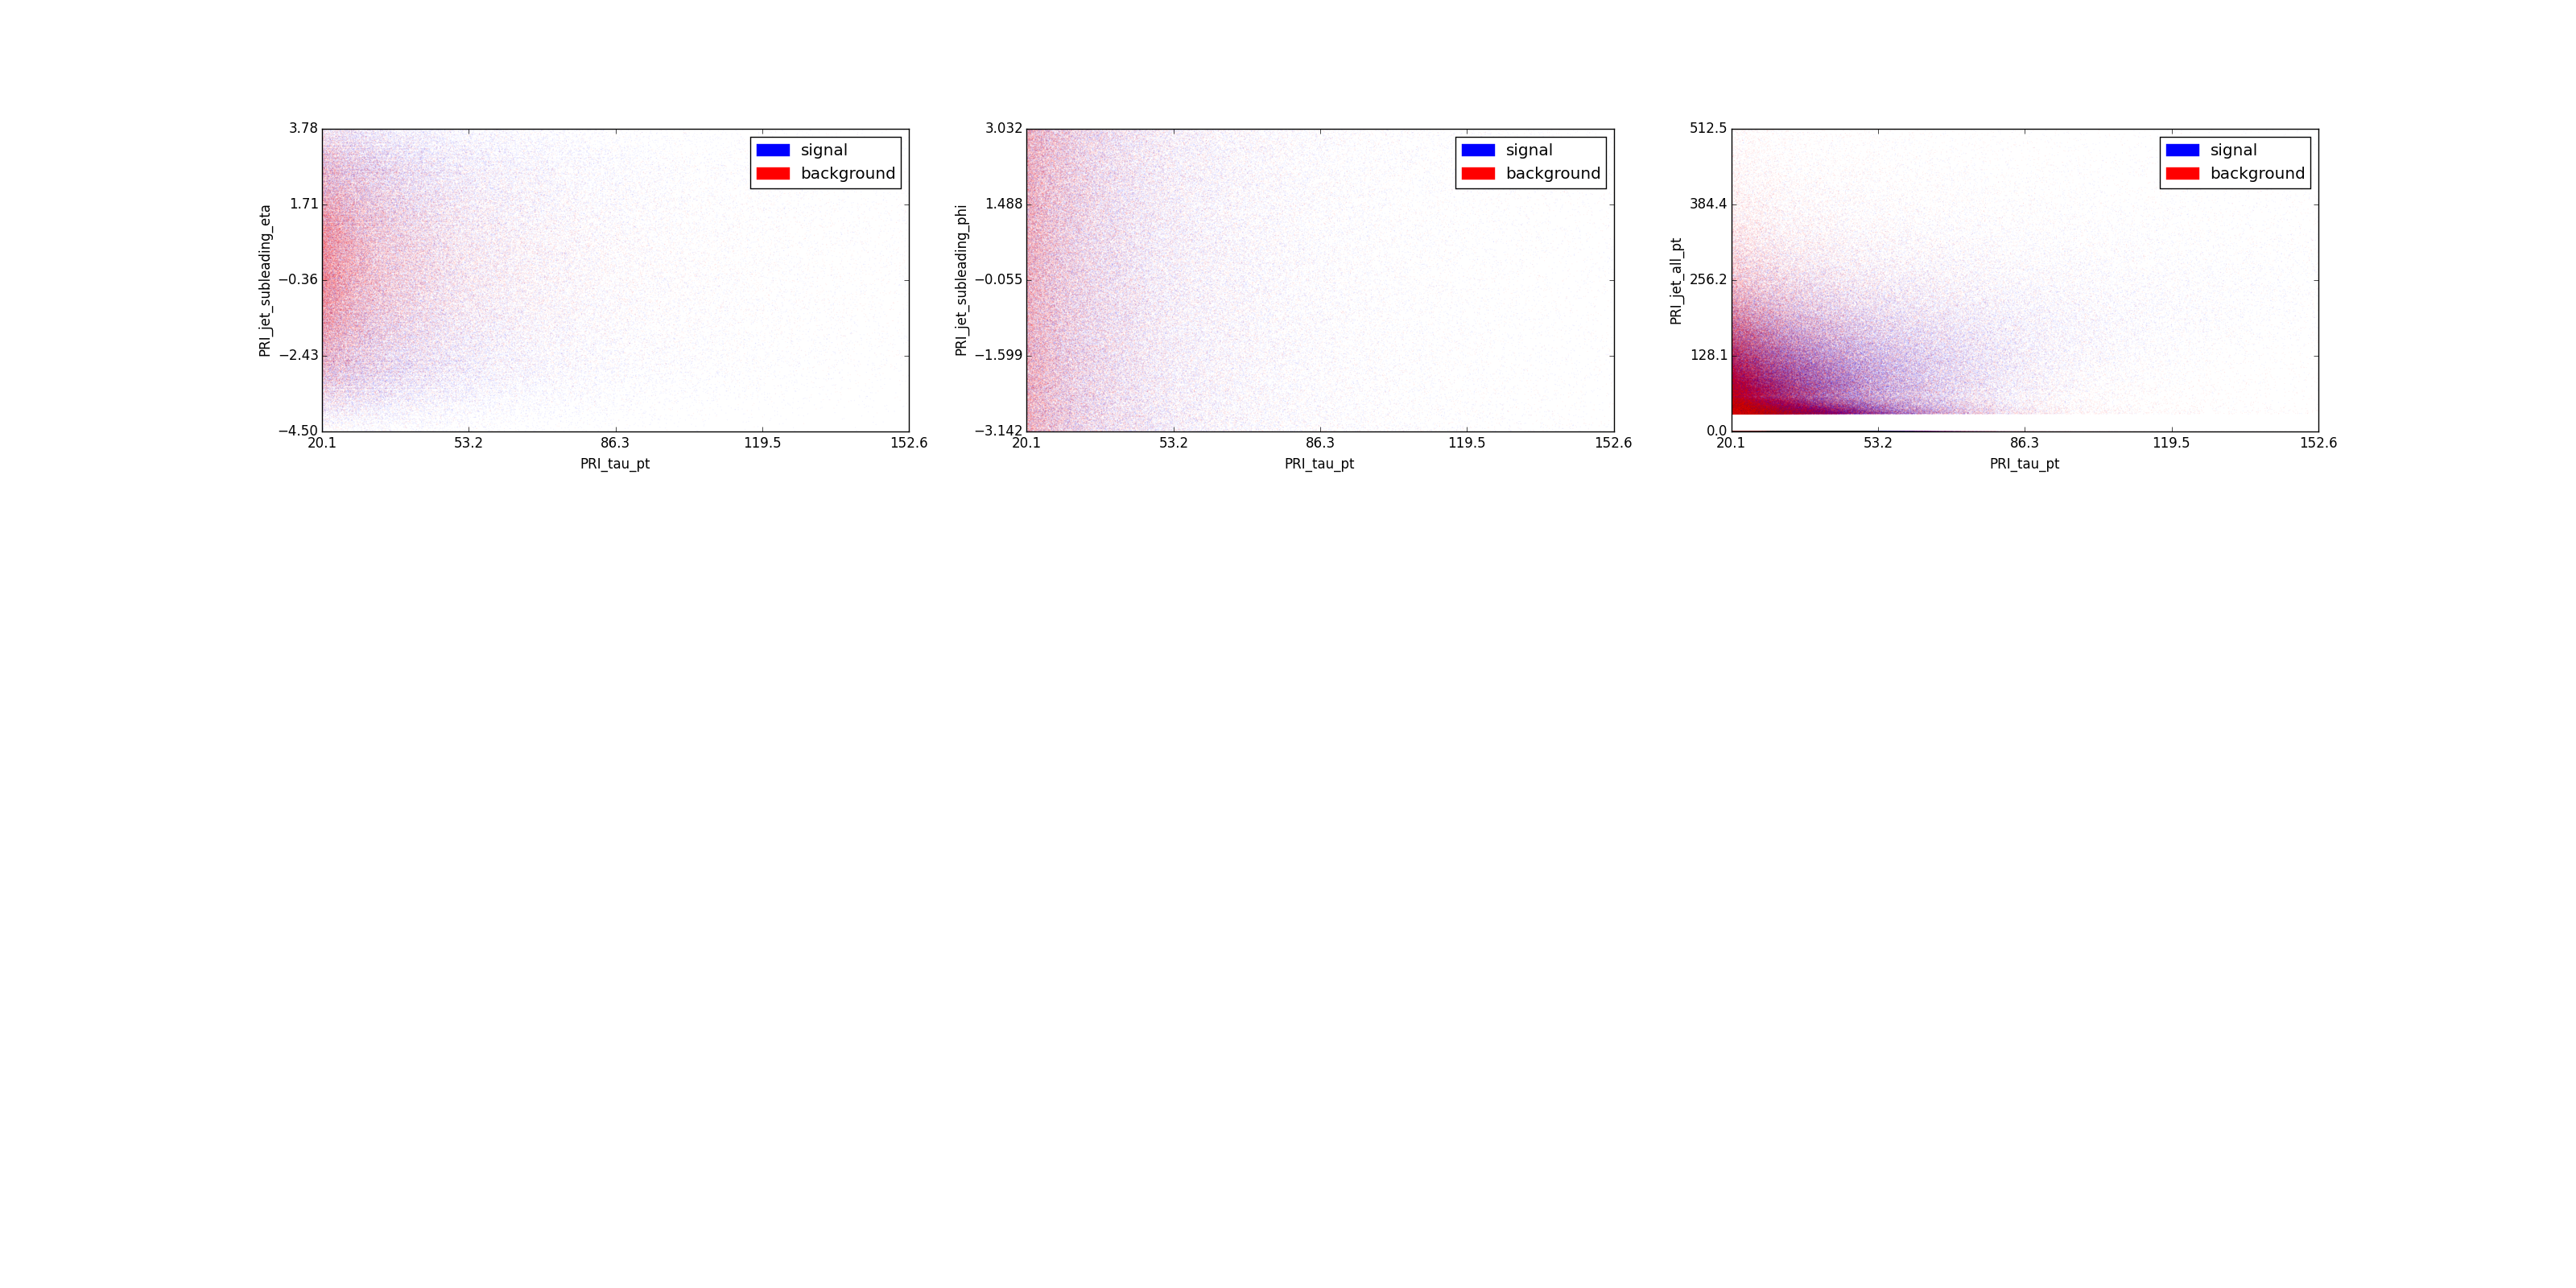 3.78
1.71
−0.36
−2.43
−4.50
PRI_jet_subleading_eta
20.1 53.2 86.3 119.5 152.6
PRI_tau_pt
signal
background
3.032
1.488
−0.055
−1.599
−3.142
PRI_jet_subleading_phi
20.1 53.2 86.3 119.5 152.6
PRI_tau_pt
signal
background
512.5
384.4
256.2
128.1
0.0
PRI_jet_all_pt
20.1 53.2 86.3 119.5 152.6
PRI_tau_pt
signal
background